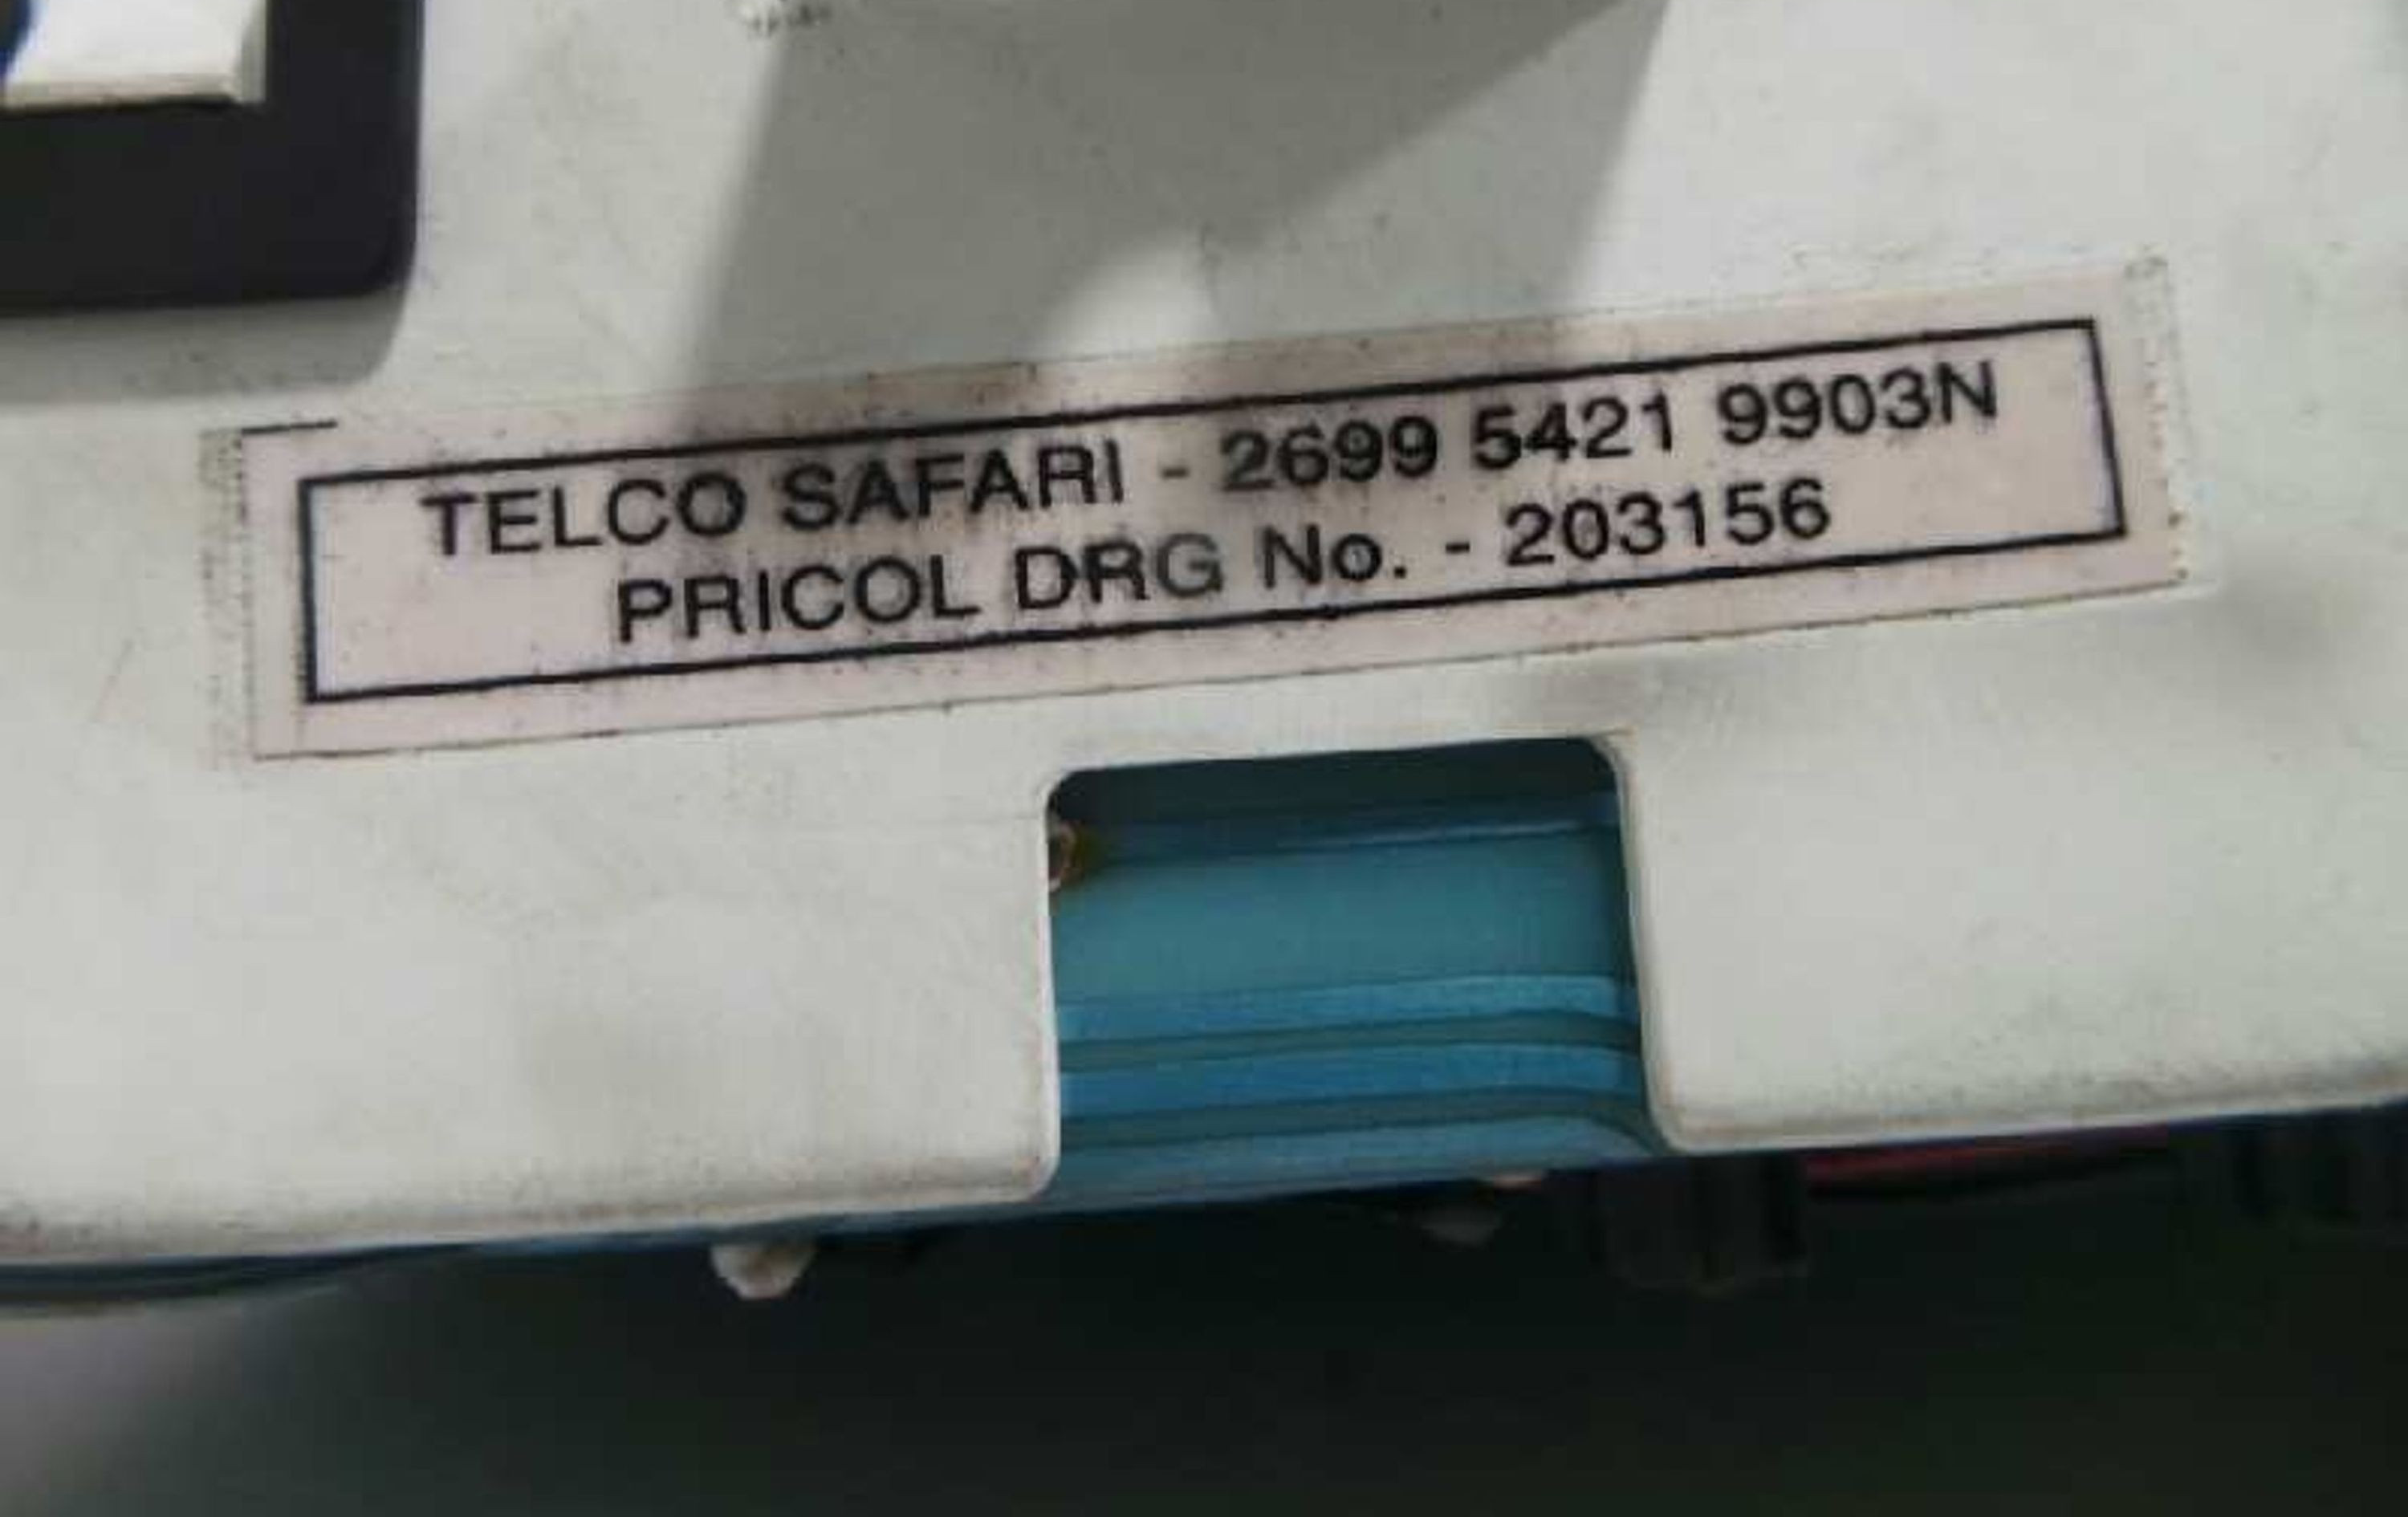 TELCO SAFARI - 2699 5421 9903N
PRICOL DRG No. - 203156